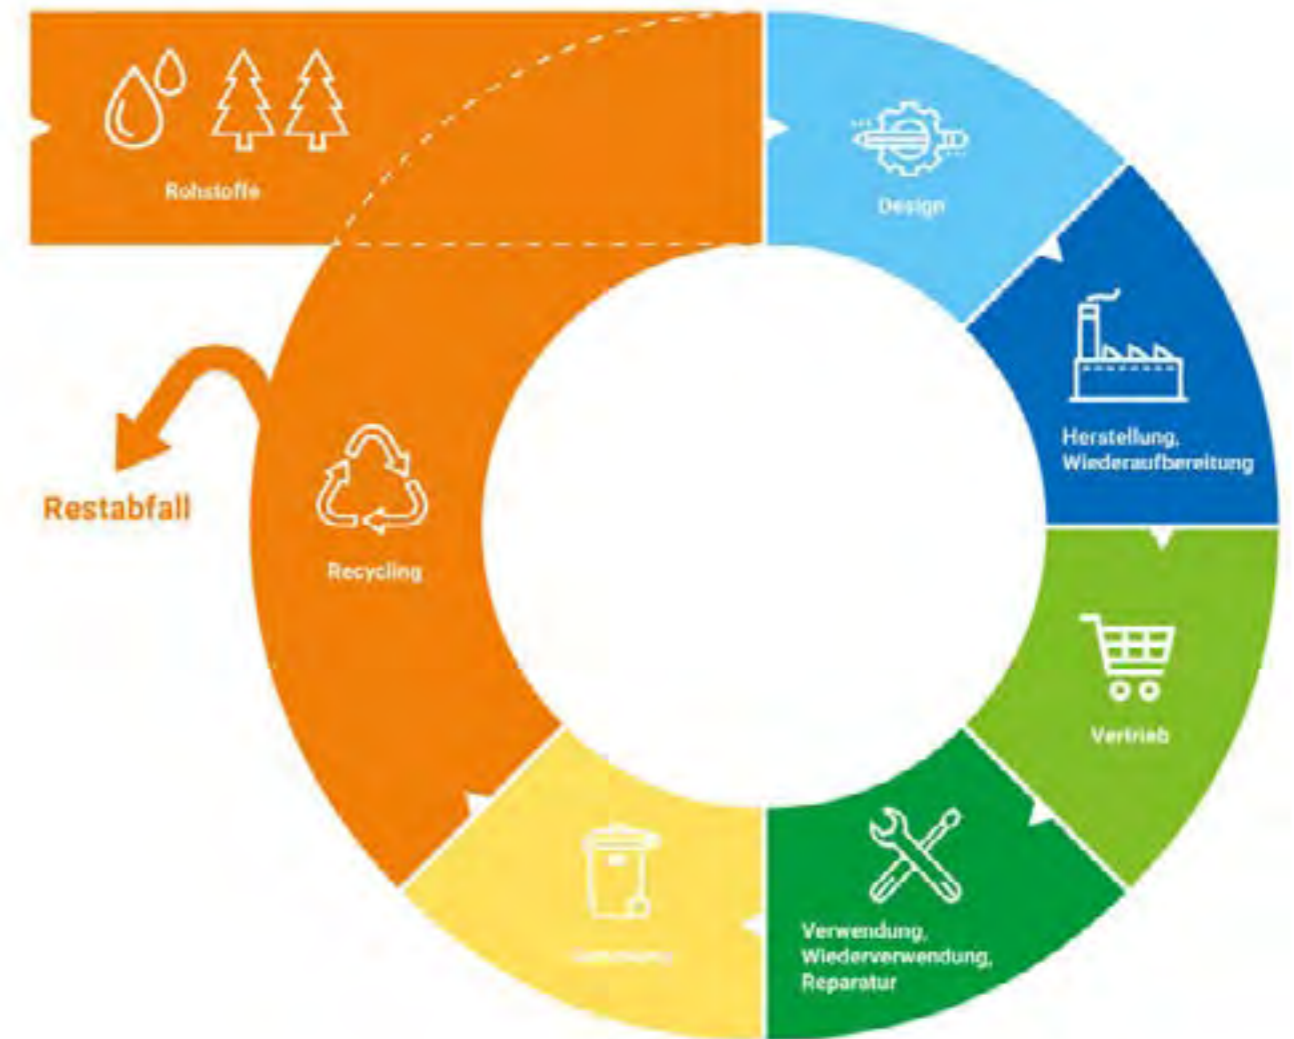 Rohstoffe
Design
Herstellung,
Wiederaufbereitung
Vertrieb
Verwendung,
Wiederverwendung,
Reparatur
Recycling
Restabfall